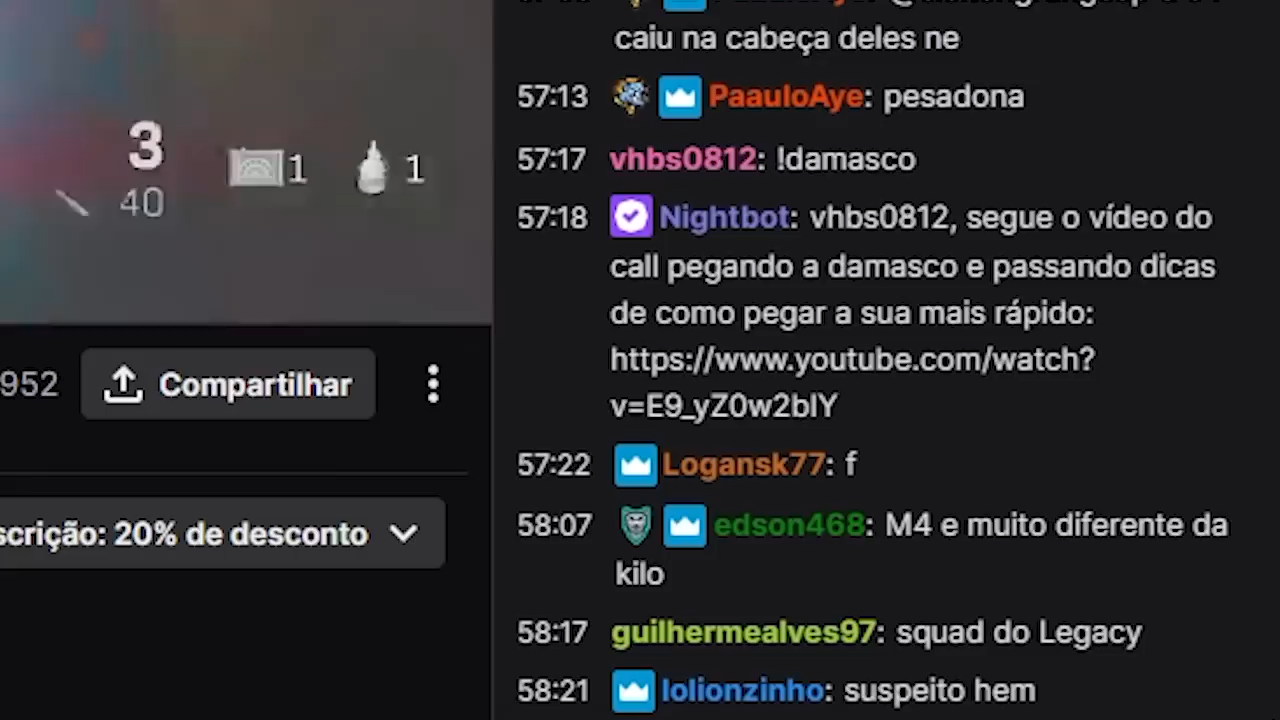 caiu na cabeça deles ne
57:13 PaauloAye: pesadona
57:17 vhbs0812: !damasco
57:18 Nightbot: vhbs0812, segue o vídeo do
call pegando a damasco e passando dicas
de como pegar a sua mais rápido:
https://www.youtube.com/watch?
v=E9_yZ0w2blY
57:22 Logansk77: f
58:07 edson468: M4 e muito diferente da
kilo
58:17 guilhermealves97: squad do Legacy
58:21 lolionzinho: suspeito hem
3
40
1
1
952
Compartilhar
scrição: 20% de desconto